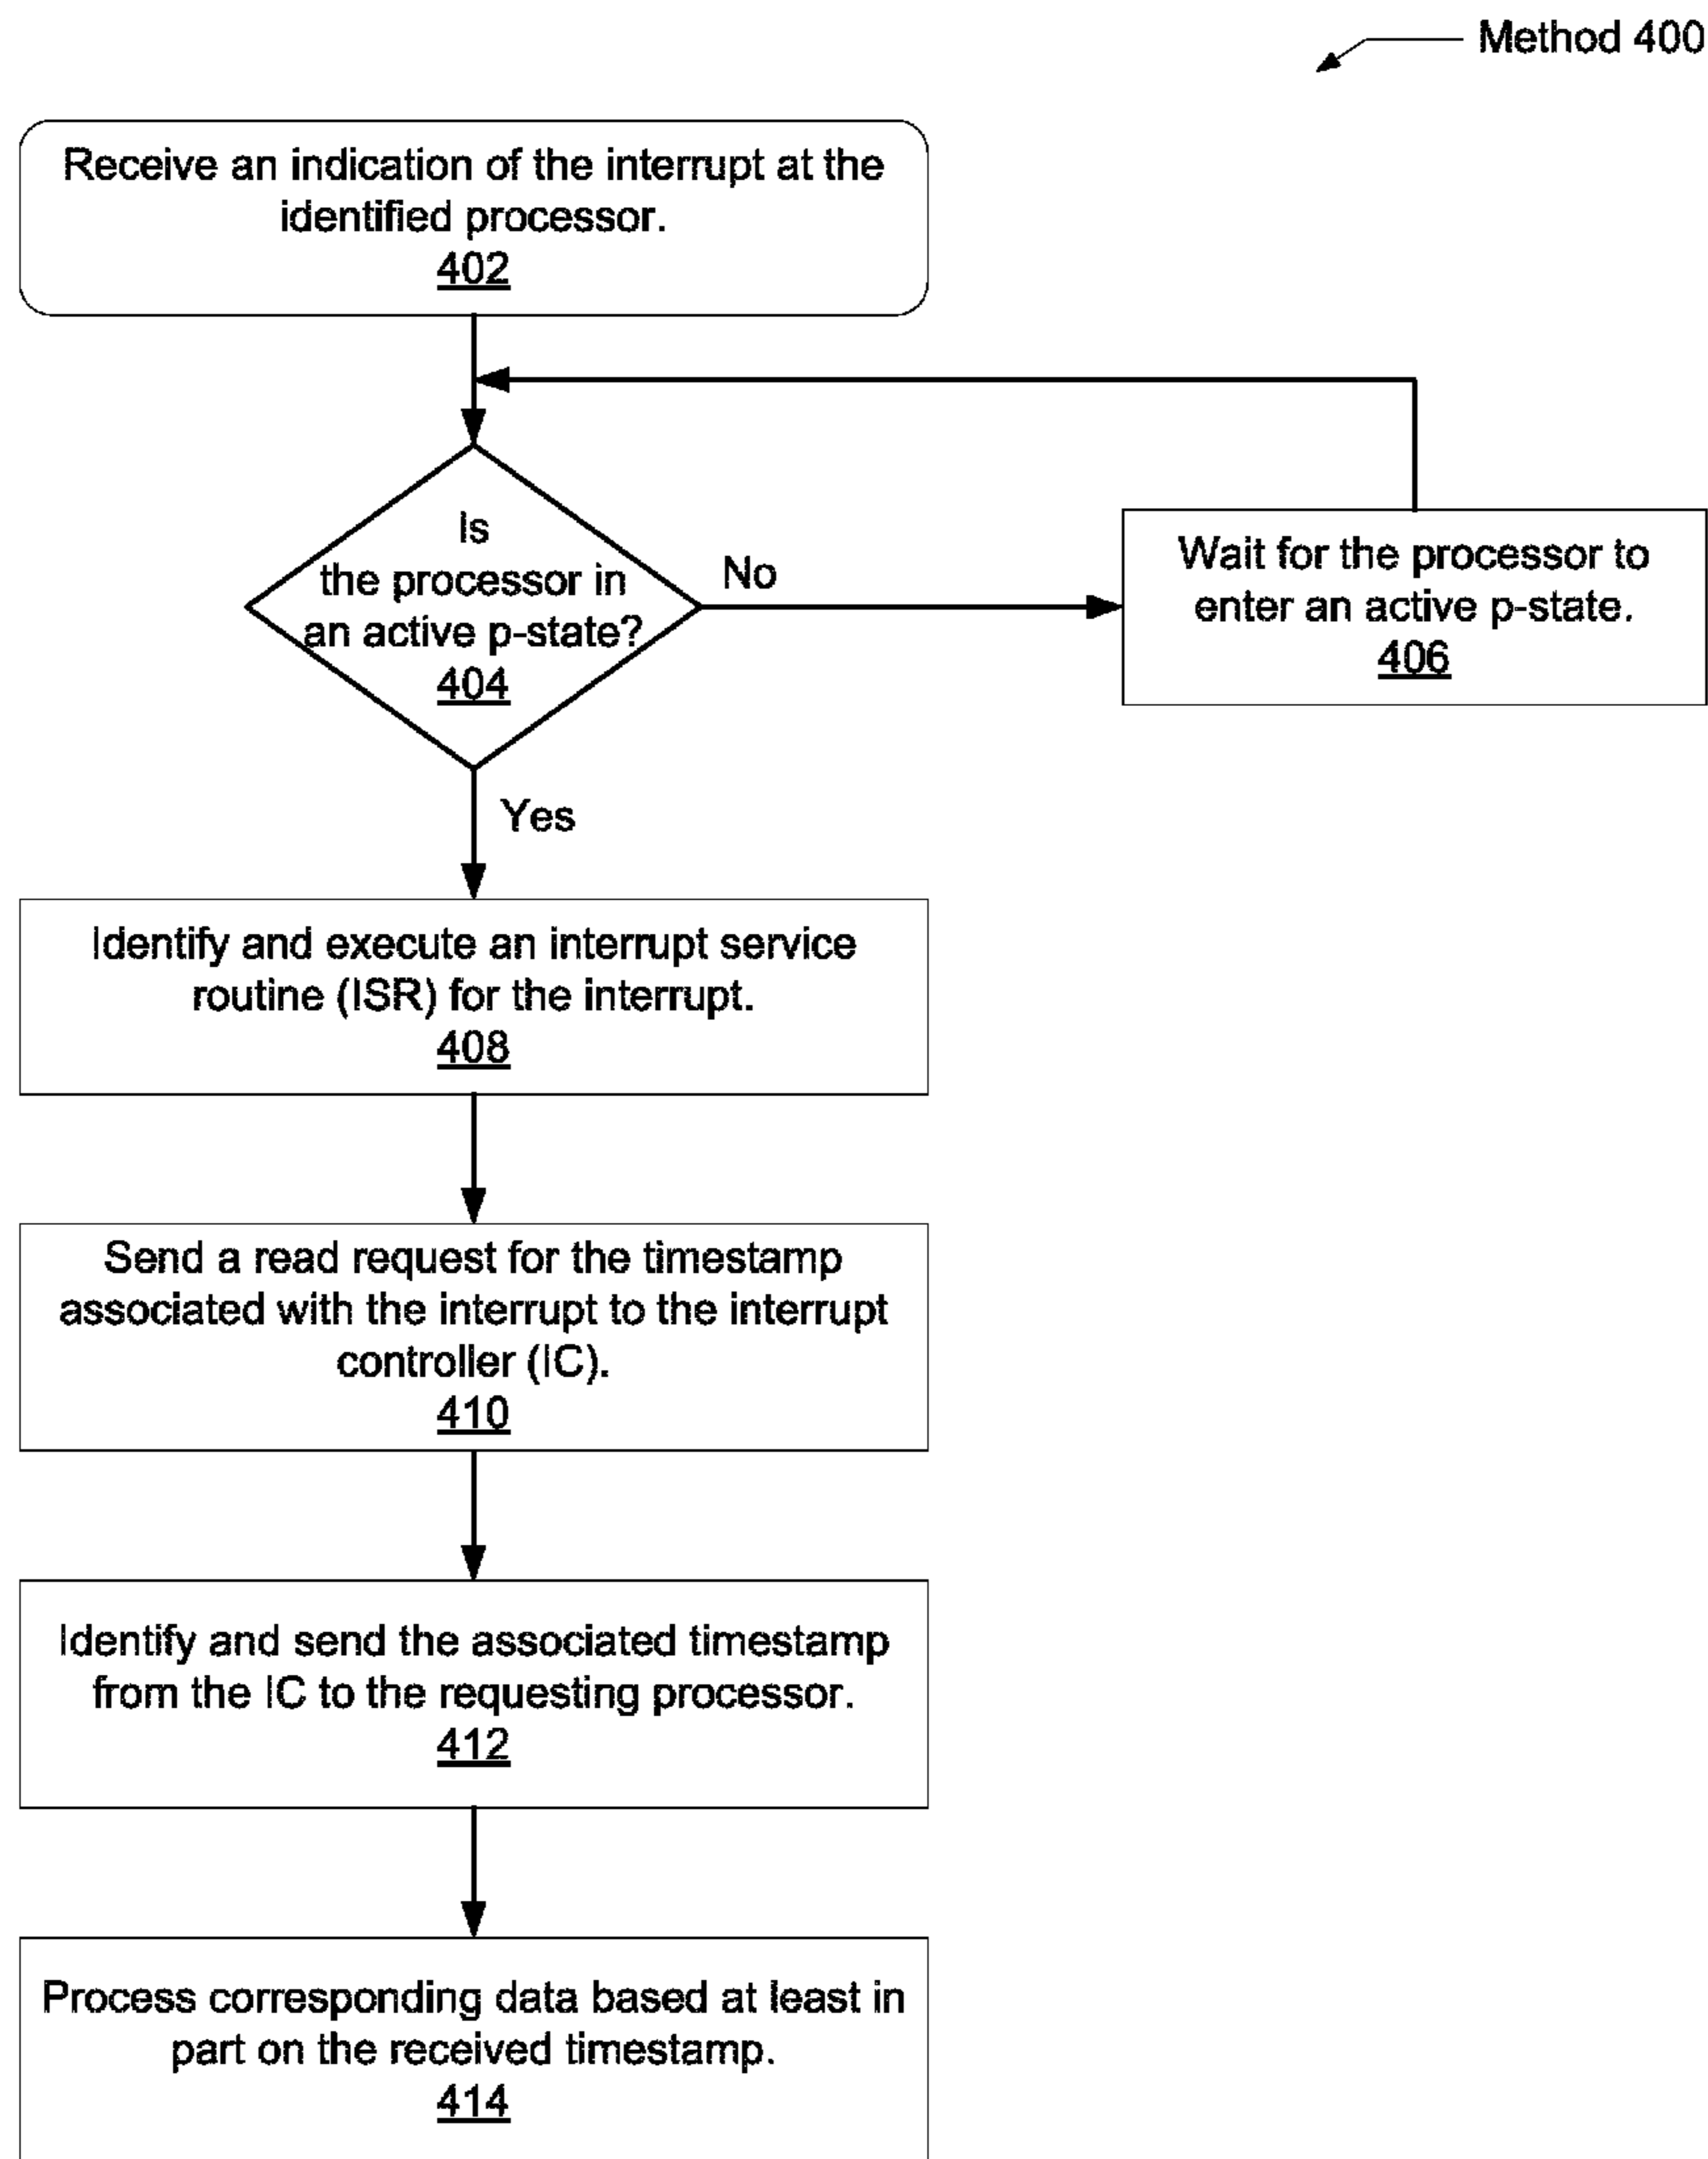 Method 400
Receive an indication of the interrupt at the
identified processor.
402
Is
the processor in
an active p-state?
404
No
Wait for the processor to
enter an active p-state.
406
Yes
Identify and execute an interrupt service
routine (ISR) for the interrupt.
408
Send a read request for the timestamp
associated with the interrupt to the interrupt
controller (IC).
410
Identify and send the associated timestamp
from the IC to the requesting processor.
412
Process corresponding data based at least in
part on the received timestamp.
414